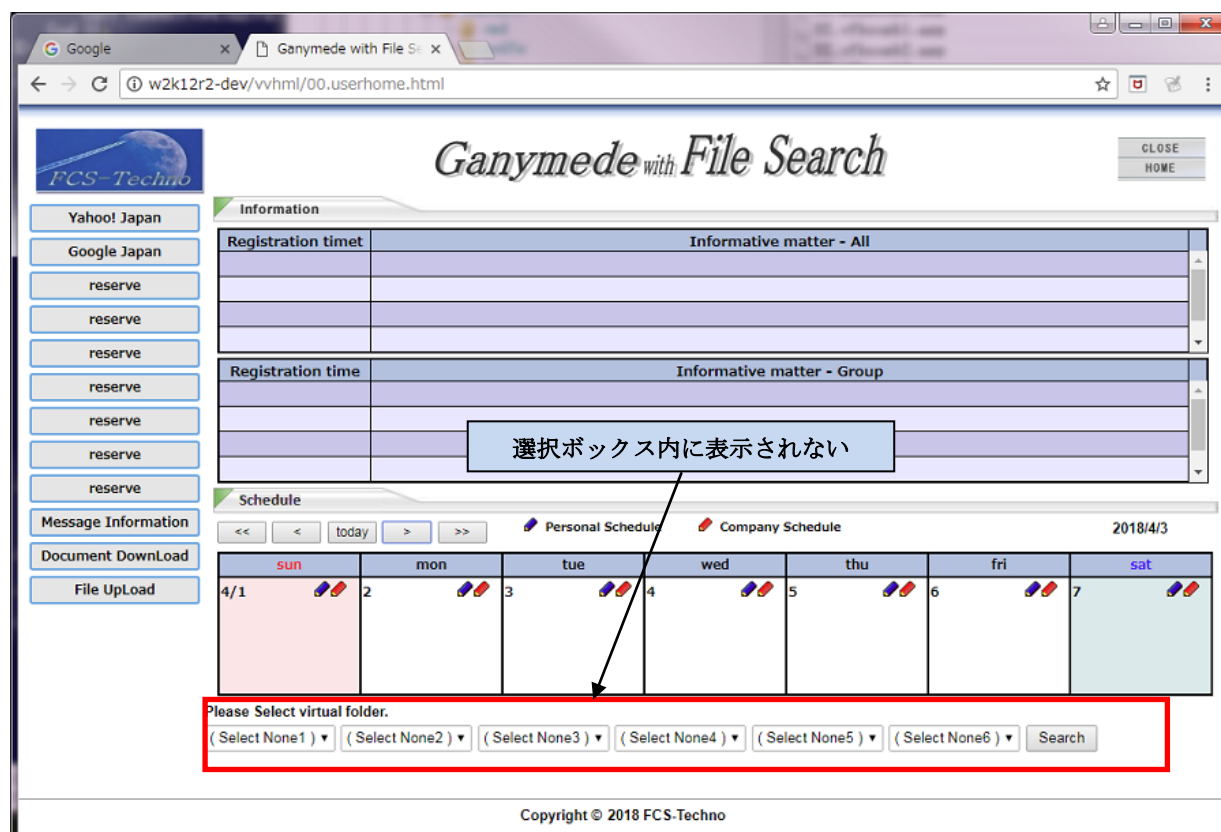 Google
Ganymede with File Se
w2k12r2-dev/vvhml/00.userhome.html
FCS-Techno
Ganymede with File Search
CLOSE
HOME
Yahoo! Japan
Google Japan
reserve
reserve
reserve
reserve
reserve
reserve
reserve
Message Information
Document DownLoad
File UpLoad
Information
Registration timet Informative matter - All
Registration time Informative matter - Group
選択ボックス内に表示されない
Schedule
<< < today > >> Personal Schedule Company Schedule 2018/4/3
sun mon tue wed thu fri sat
4/1 2 3 4 5 6 7
Please Select virtual folder.
( Select None1 ) ( Select None2 ) ( Select None3 ) ( Select None4 ) ( Select None5 ) ( Select None6 ) Search
Copyright © 2018 FCS-Techno